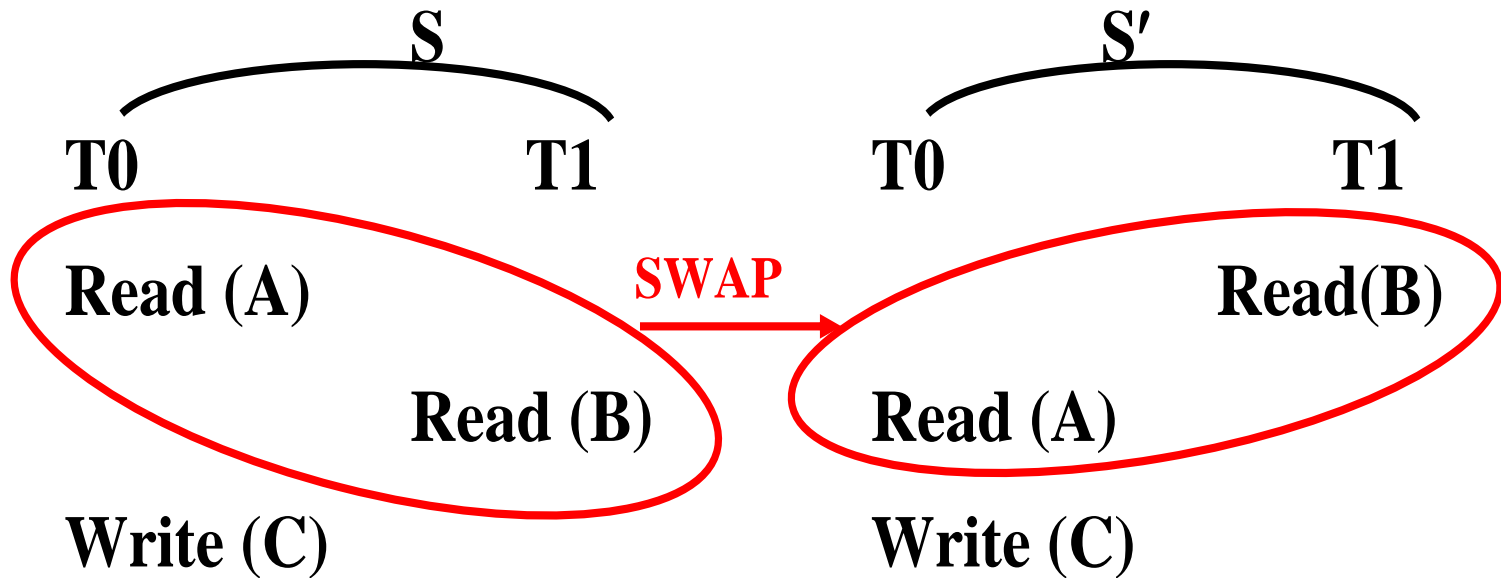 S S′
T0 T1 T0 T1
Read (A) SWAP Read(B)
Read (B) Read (A)
Write (C) Write (C)